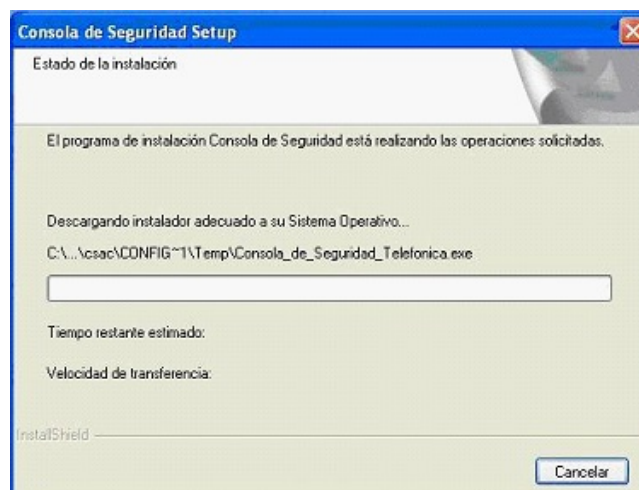 Consola de Seguridad Setup
Estado de la instalación
El programa de instalación Consola de Seguridad está realizando las operaciones solicitadas.
Descargando instalador adecuado a su Sistema Operativo...
C:\...\csac\CONFIG~1\Temp\Consola_de_Seguridad_Telefonica.exe
Tiempo restante estimado:
Velocidad de transferencia:
InstallShield
Cancelar